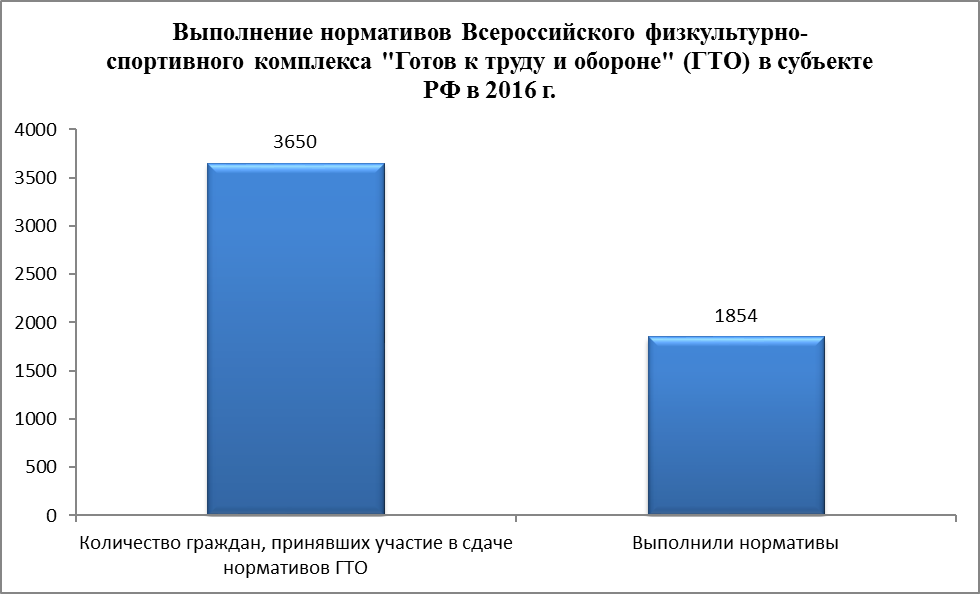 Выполнение нормативов Всероссийского физкультурно-
спортивного комплекса "Готов к труду и обороне" (ГТО) в субъекте
РФ в 2016 г.
4000
3500
3000
2500
2000
1500
1000
500
0
3650
1854
Количество граждан, принявших участие в сдаче
нормативов ГТО
Выполнили нормативы